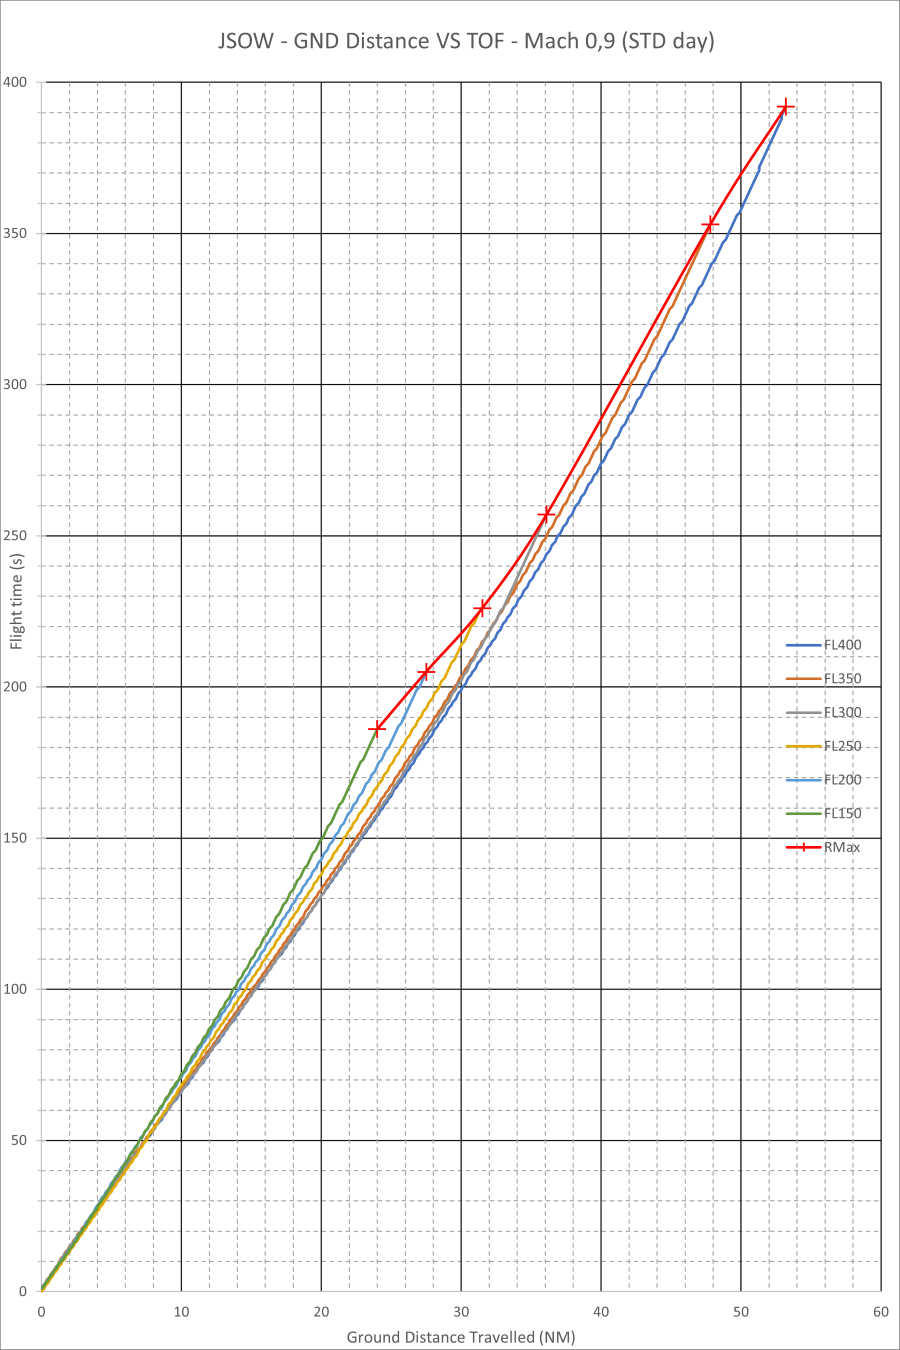 JSOW - GND Distance VS TOF - Mach 0,9 (STD day)
400
350
300
250
200
150
100
50
0
Flight time (s)
FL400
FL350
FL300
FL250
FL200
FL150
RMax
0 10 20 30 40 50 60
Ground Distance Travelled (NM)